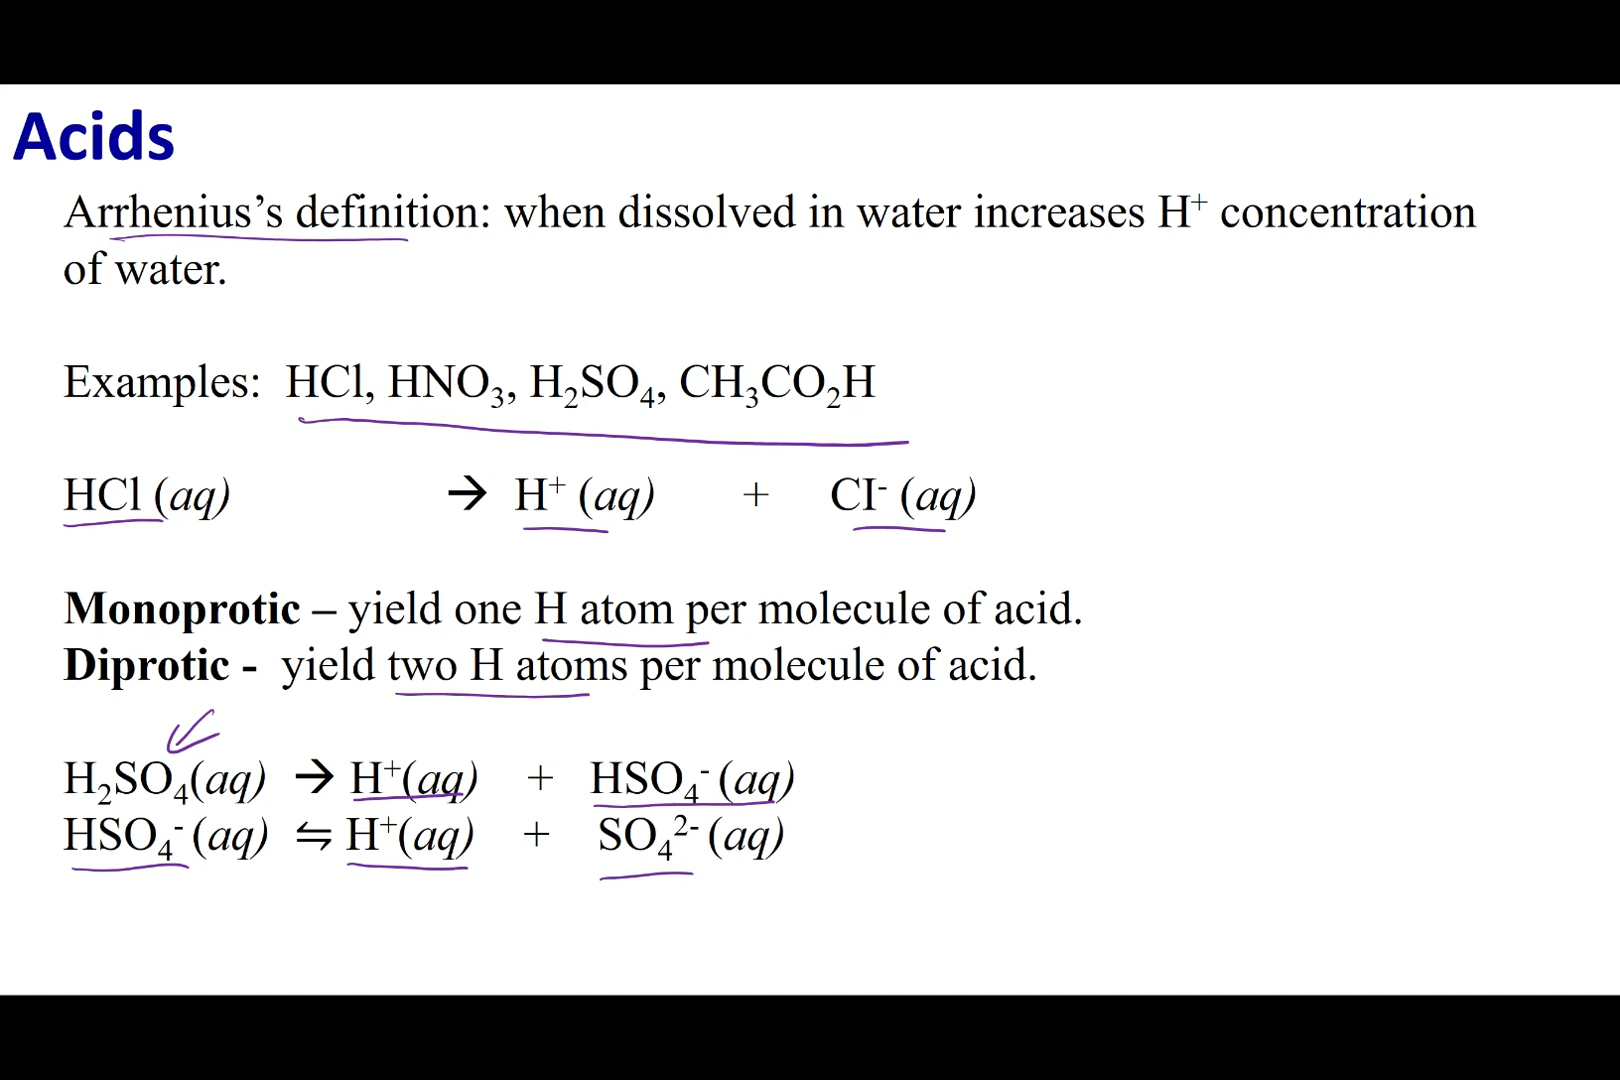 Acids
Arrhenius’s definition: when dissolved in water increases H⁺ concentration
of water.
Examples: HCl, HNO₃, H₂SO₄, CH₃CO₂H
HCl (aq) → H⁺ (aq) + CI⁻ (aq)
Monoprotic – yield one H atom per molecule of acid.
Diprotic - yield two H atoms per molecule of acid.
H₂SO₄(aq) → H⁺(aq) + HSO₄⁻ (aq)
HSO₄⁻ (aq) ⇋ H⁺(aq) + SO₄²⁻ (aq)